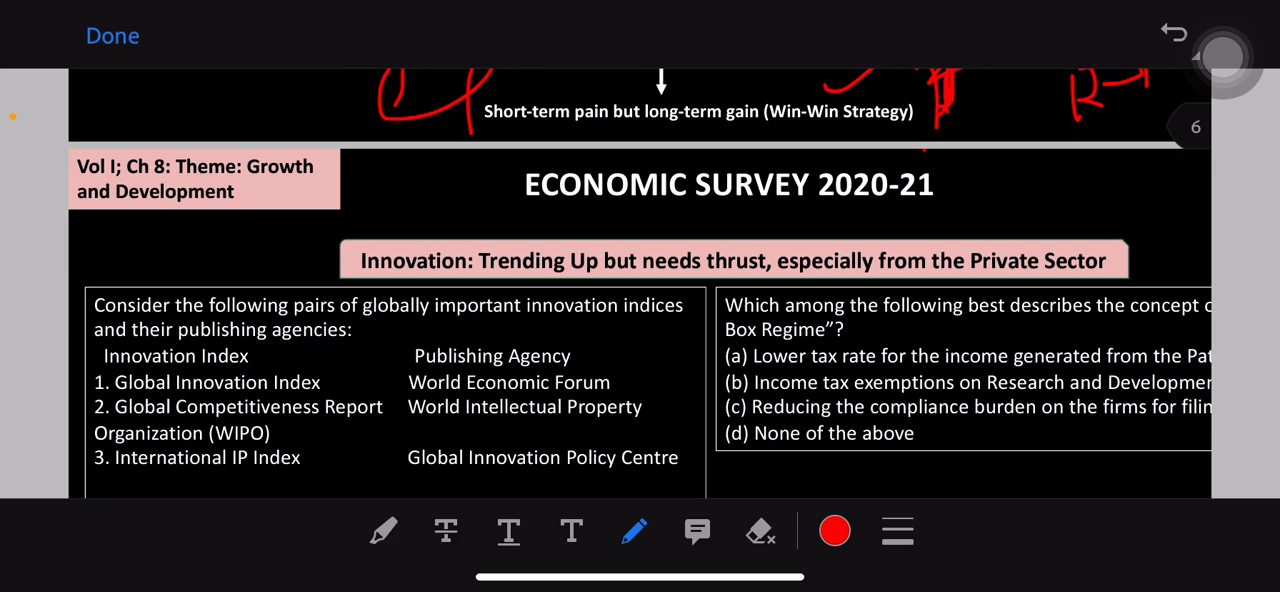 Done
Short-term pain but long-term gain (Win-Win Strategy)
6
Vol I; Ch 8: Theme: Growth
and Development
ECONOMIC SURVEY 2020-21
Innovation: Trending Up but needs thrust, especially from the Private Sector
Consider the following pairs of globally important innovation indices
and their publishing agencies:
Innovation Index Publishing Agency
1. Global Innovation Index World Economic Forum
2. Global Competitiveness Report World Intellectual Property
Organization (WIPO)
3. International IP Index Global Innovation Policy Centre
Which among the following best describes the concept
Box Regime”?
(a) Lower tax rate for the income generated from the
(b) Income tax exemptions on Research and
(c) Reducing the compliance burden on the firms for
(d) None of the above